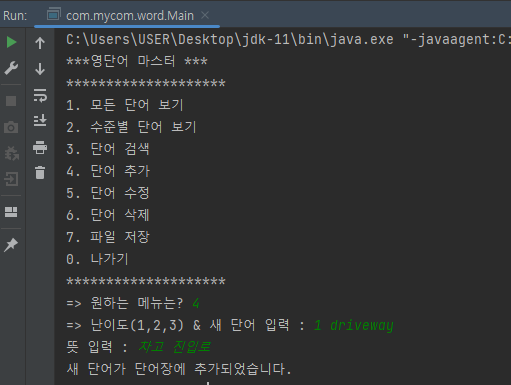 Run: com.mycom.word.Main
C:\Users\USER\Desktop\jdk-11\bin\java.exe "-javaagent:C:
***영단어 마스터 ***
********************
1. 모든 단어 보기
2. 수준별 단어 보기
3. 단어 검색
4. 단어 추가
5. 단어 수정
6. 단어 삭제
7. 파일 저장
0. 나가기
********************
=> 원하는 메뉴는? 4
=> 난이도(1,2,3) & 새 단어 입력 : 1 driveway
뜻 입력 : 차고 진입로
새 단어가 단어장에 추가되었습니다.